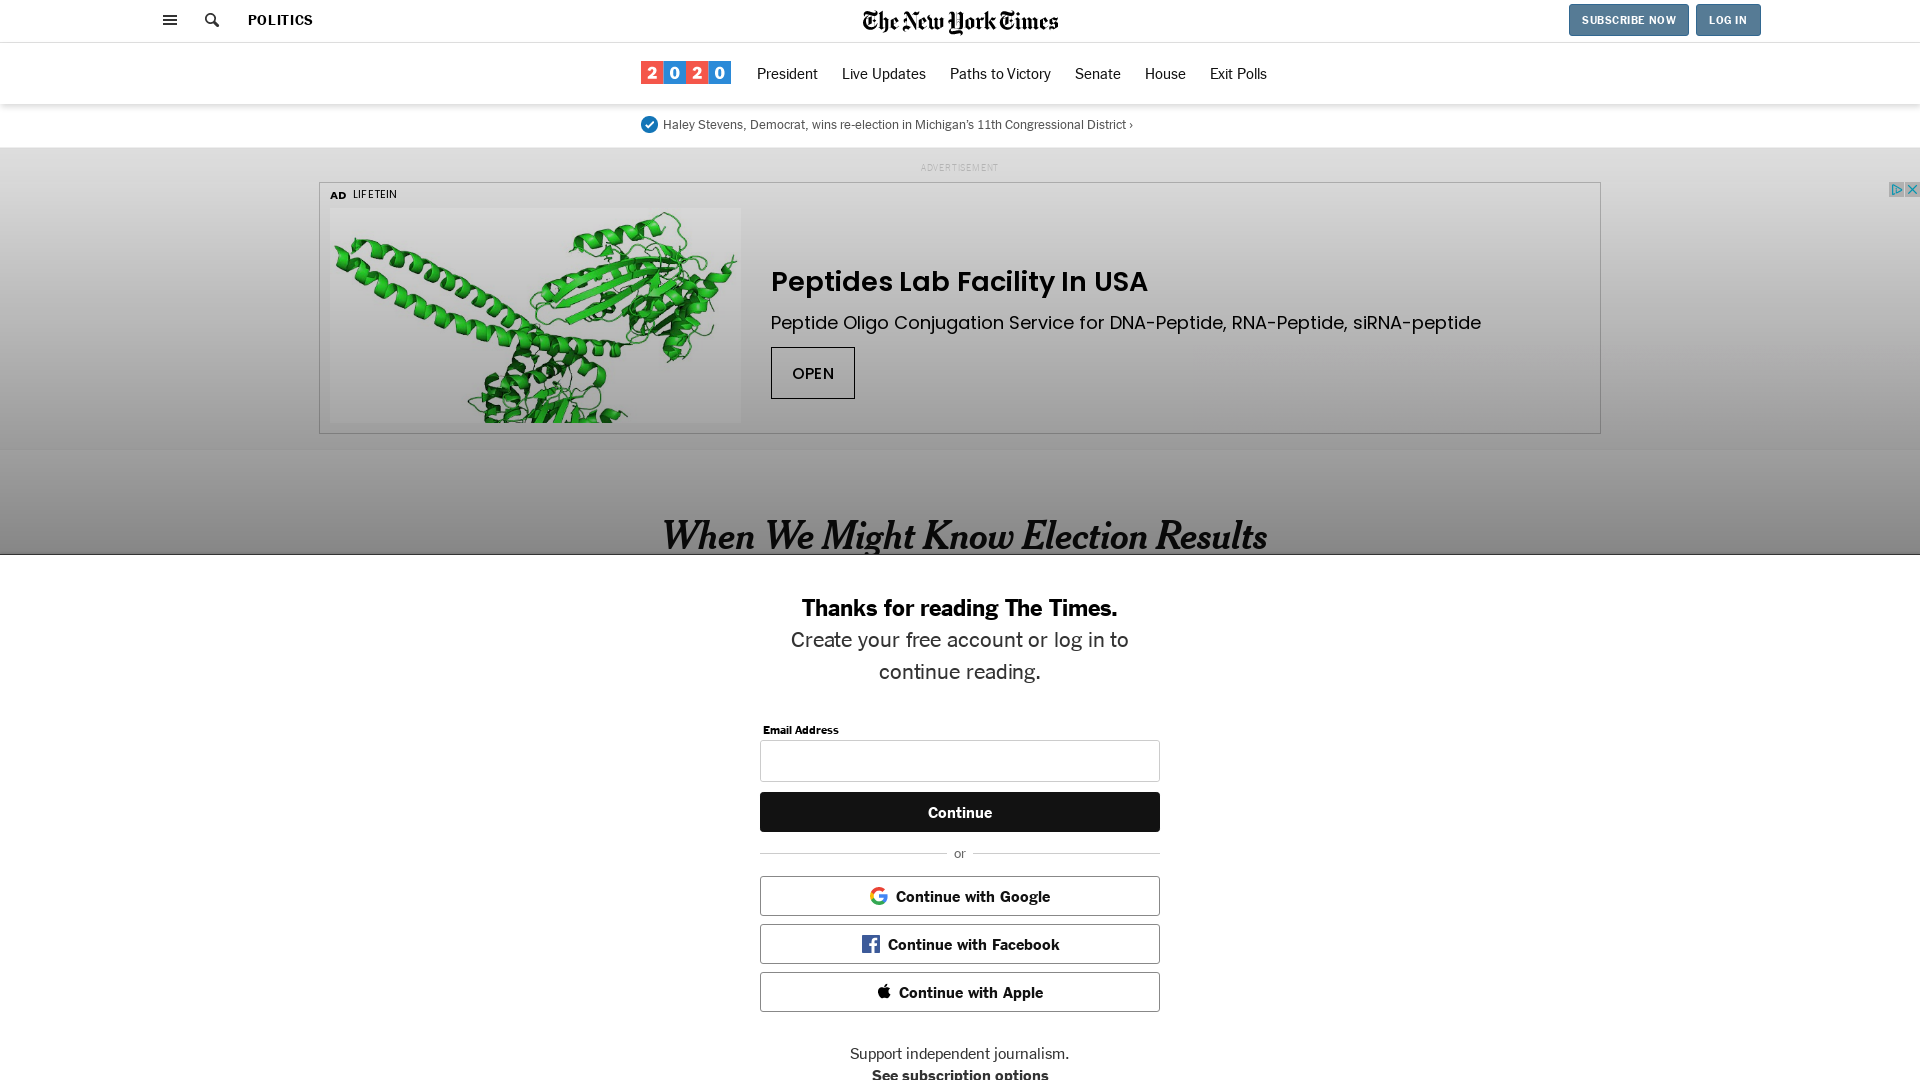 POLITICS
The New York Times
SUBSCRIBE NOW
LOG IN
2020
President
Live Updates
Paths to Victory
Senate
House
Exit Polls
Haley Stevens, Democrat, wins re-election in Michigan’s 11th Congressional District ›
ADVERTISEMENT
AD LIFETEIN
Peptides Lab Facility In USA
Peptide Oligo Conjugation Service for DNA-Peptide, RNA-Peptide, siRNA-peptide
OPEN
When We Might Know Election Results
Thanks for reading The Times.
Create your free account or log in to
continue reading.
Email Address
Continue
or
Continue with Google
Continue with Facebook
Continue with Apple
Support independent journalism.
See subscription options